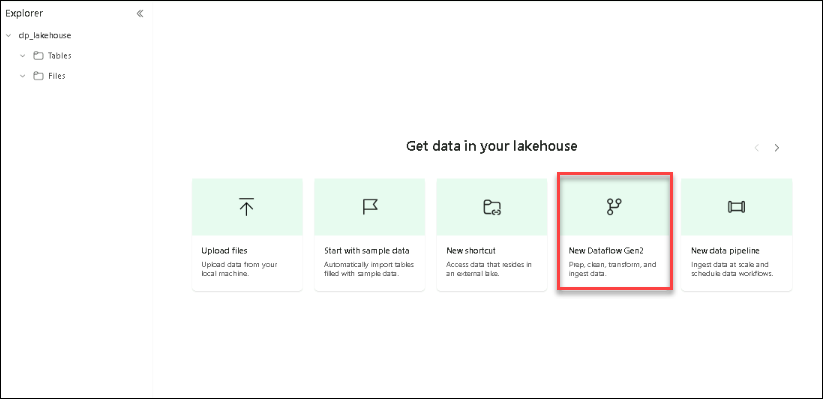 Explorer
dp_lakehouse
Tables
Files
Get data in your lakehouse
Upload files
Upload data from your
local machine.
Start with sample data
Automatically import tables
filled with sample data.
New shortcut
Access data that resides in
an external lake.
New Dataflow Gen2
Prep, clean, transform, and
ingest data.
New data pipeline
Ingest data at scale and
schedule data workflows.